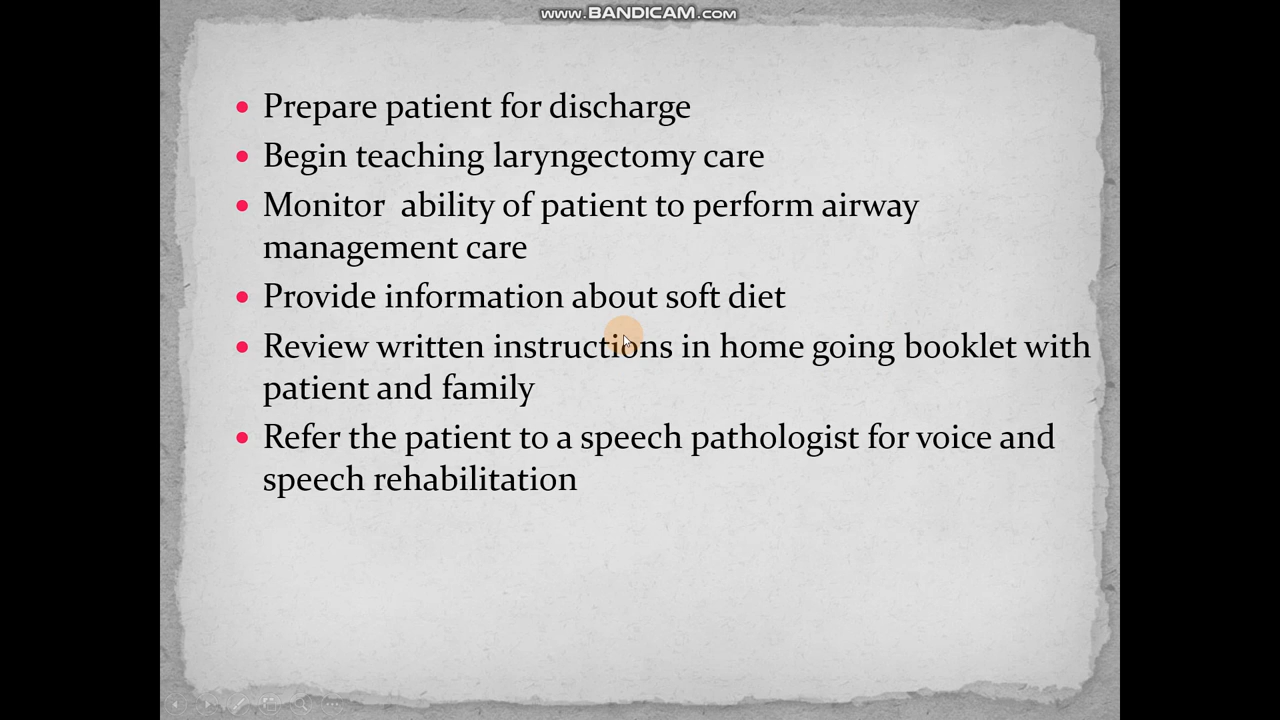 www.BANDICAM.com
Prepare patient for discharge
Begin teaching laryngectomy care
Monitor  ability of patient to perform airway
management care
Provide information about soft diet
Review written instructions in home going booklet with
patient and family
Refer the patient to a speech pathologist for voice and
speech rehabilitation